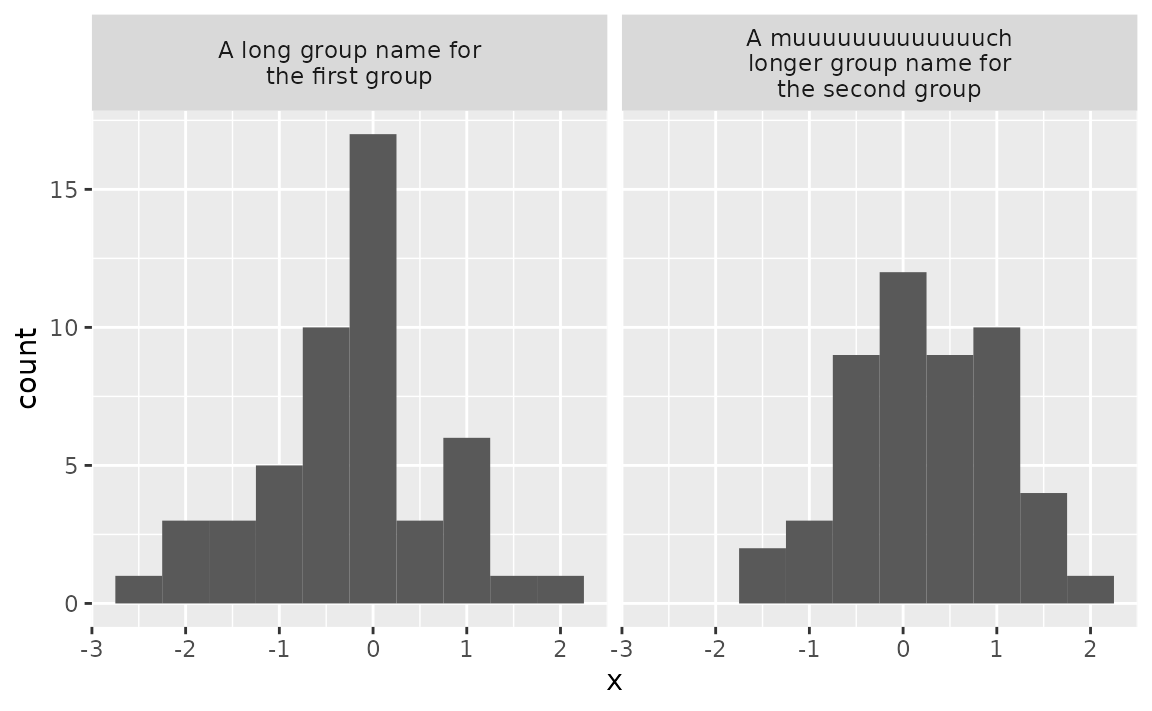 A long group name for
the first group
A muuuuuuuuuuuuuch
longer group name for
the second group
count
15
10
5
0
-3 -2 -1 0 1 2
-3 -2 -1 0 1 2
x